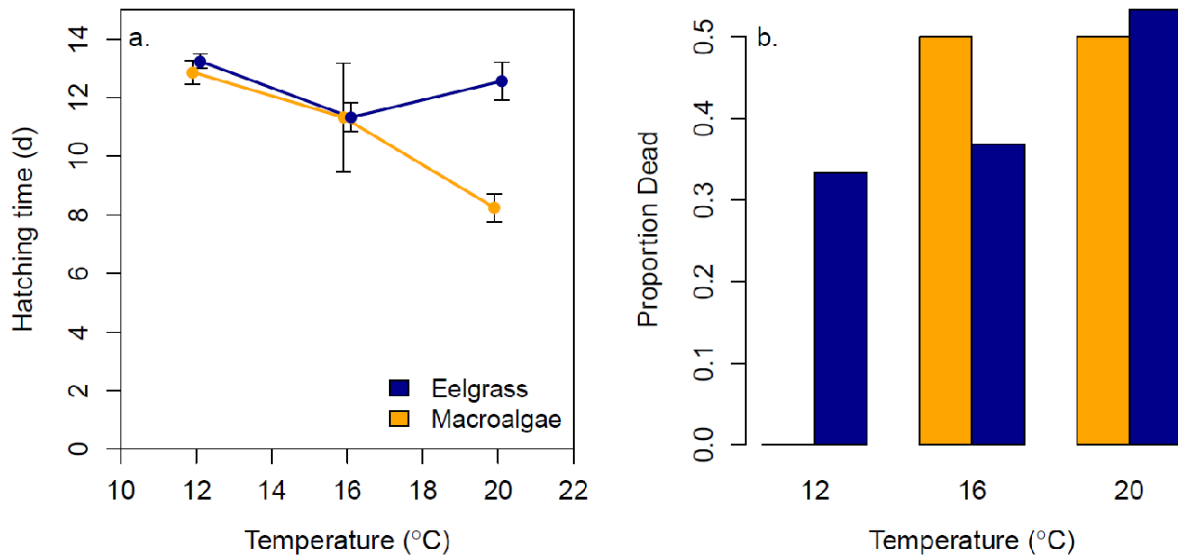 a.
Hatching time (d)
14
12
10
8
6
4
2
0
Eelgrass
Macroalgae
10 12 14 16 18 20 22
Temperature (°C)
b.
Proportion Dead
0.5
0.4
0.3
0.2
0.1
0.0
12 16 20
Temperature (°C)